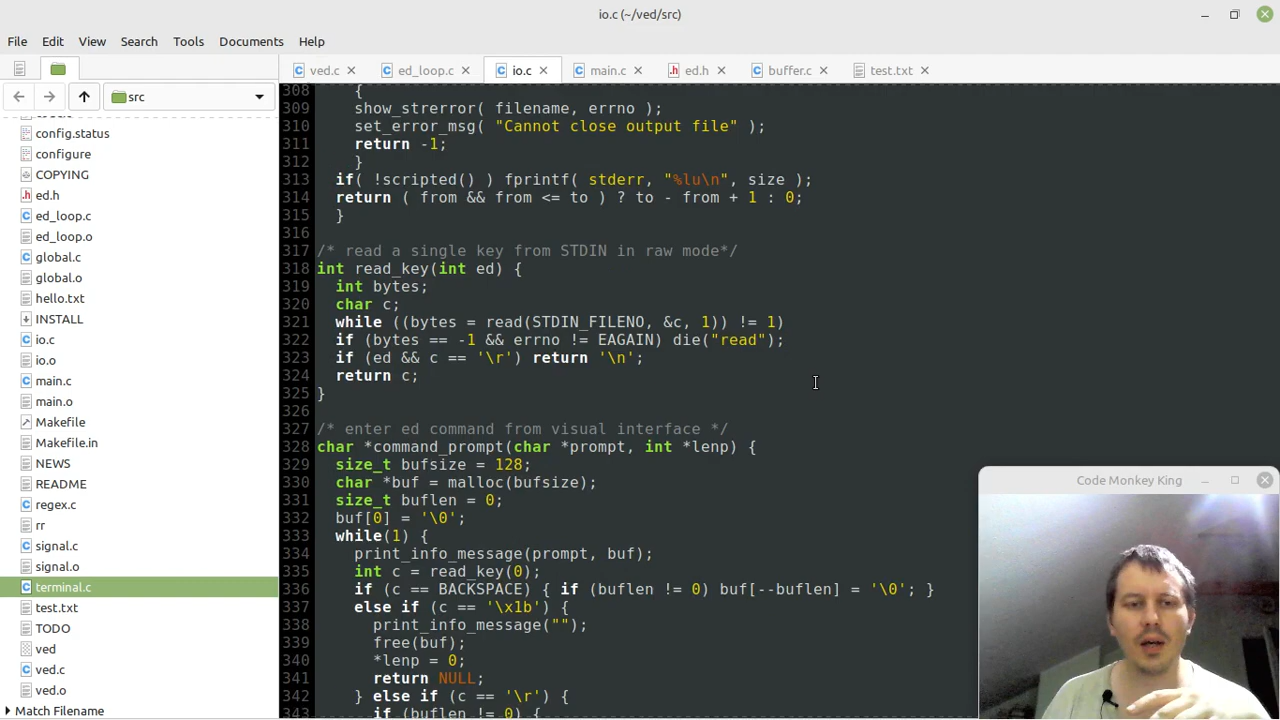 io.c (~/ved/src)
File Edit View Search Tools Documents Help
ved.c ed_loop.c io.c main.c ed.h buffer.c test.txt
src
config.status
configure
COPYING
ed.h
ed_loop.c
ed_loop.o
global.c
global.o
hello.txt
INSTALL
io.c
io.o
main.c
main.o
Makefile
Makefile.in
NEWS
README
regex.c
rr
signal.c
signal.o
terminal.c
test.txt
TODO
ved
ved.c
ved.o
Match Filename
308 {
309 show_strerror( filename, errno );
310 set_error_msg( "Cannot close output file" );
311 return -1;
312 }
313 if( !scripted() ) fprintf( stderr, "%lu\n", size );
314 return ( from && from <= to ) ? to - from + 1 : 0;
315 }
316
317 /* read a single key from STDIN in raw mode*/
318 int read_key(int ed) {
319 int bytes;
320 char c;
321 while ((bytes = read(STDIN_FILENO, &c, 1)) != 1)
322 if (bytes == -1 && errno != EAGAIN) die("read");
323 if (ed && c == '\r') return '\n';
324 return c;
325 }
326
327 /* enter ed command from visual interface */
328 char *command_prompt(char *prompt, int *lenp) {
329 size_t bufsize = 128;
330 char *buf = malloc(bufsize);
331 size_t buflen = 0;
332 buf[0] = '\0';
333 while(1) {
334 print_info_message(prompt, buf);
335 int c = read_key(0);
336 if (c == BACKSPACE) { if (buflen != 0) buf[--buflen] = '\0'; }
337 else if (c == '\x1b') {
338 print_info_message("");
339 free(buf);
340 *lenp = 0;
341 return NULL;
342 } else if (c == '\r') {
343 if (buflen != 0) {
Code Monkey King